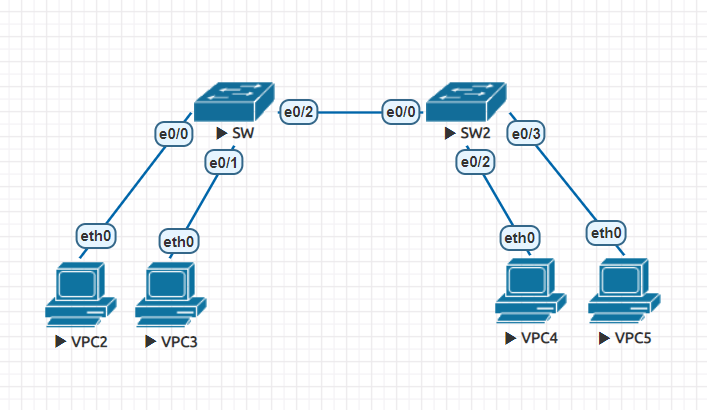 e0/2
e0/0
SW
SW2
e0/0
e0/3
e0/1
e0/2
eth0
eth0
eth0
eth0
VPC2
VPC3
VPC4
VPC5